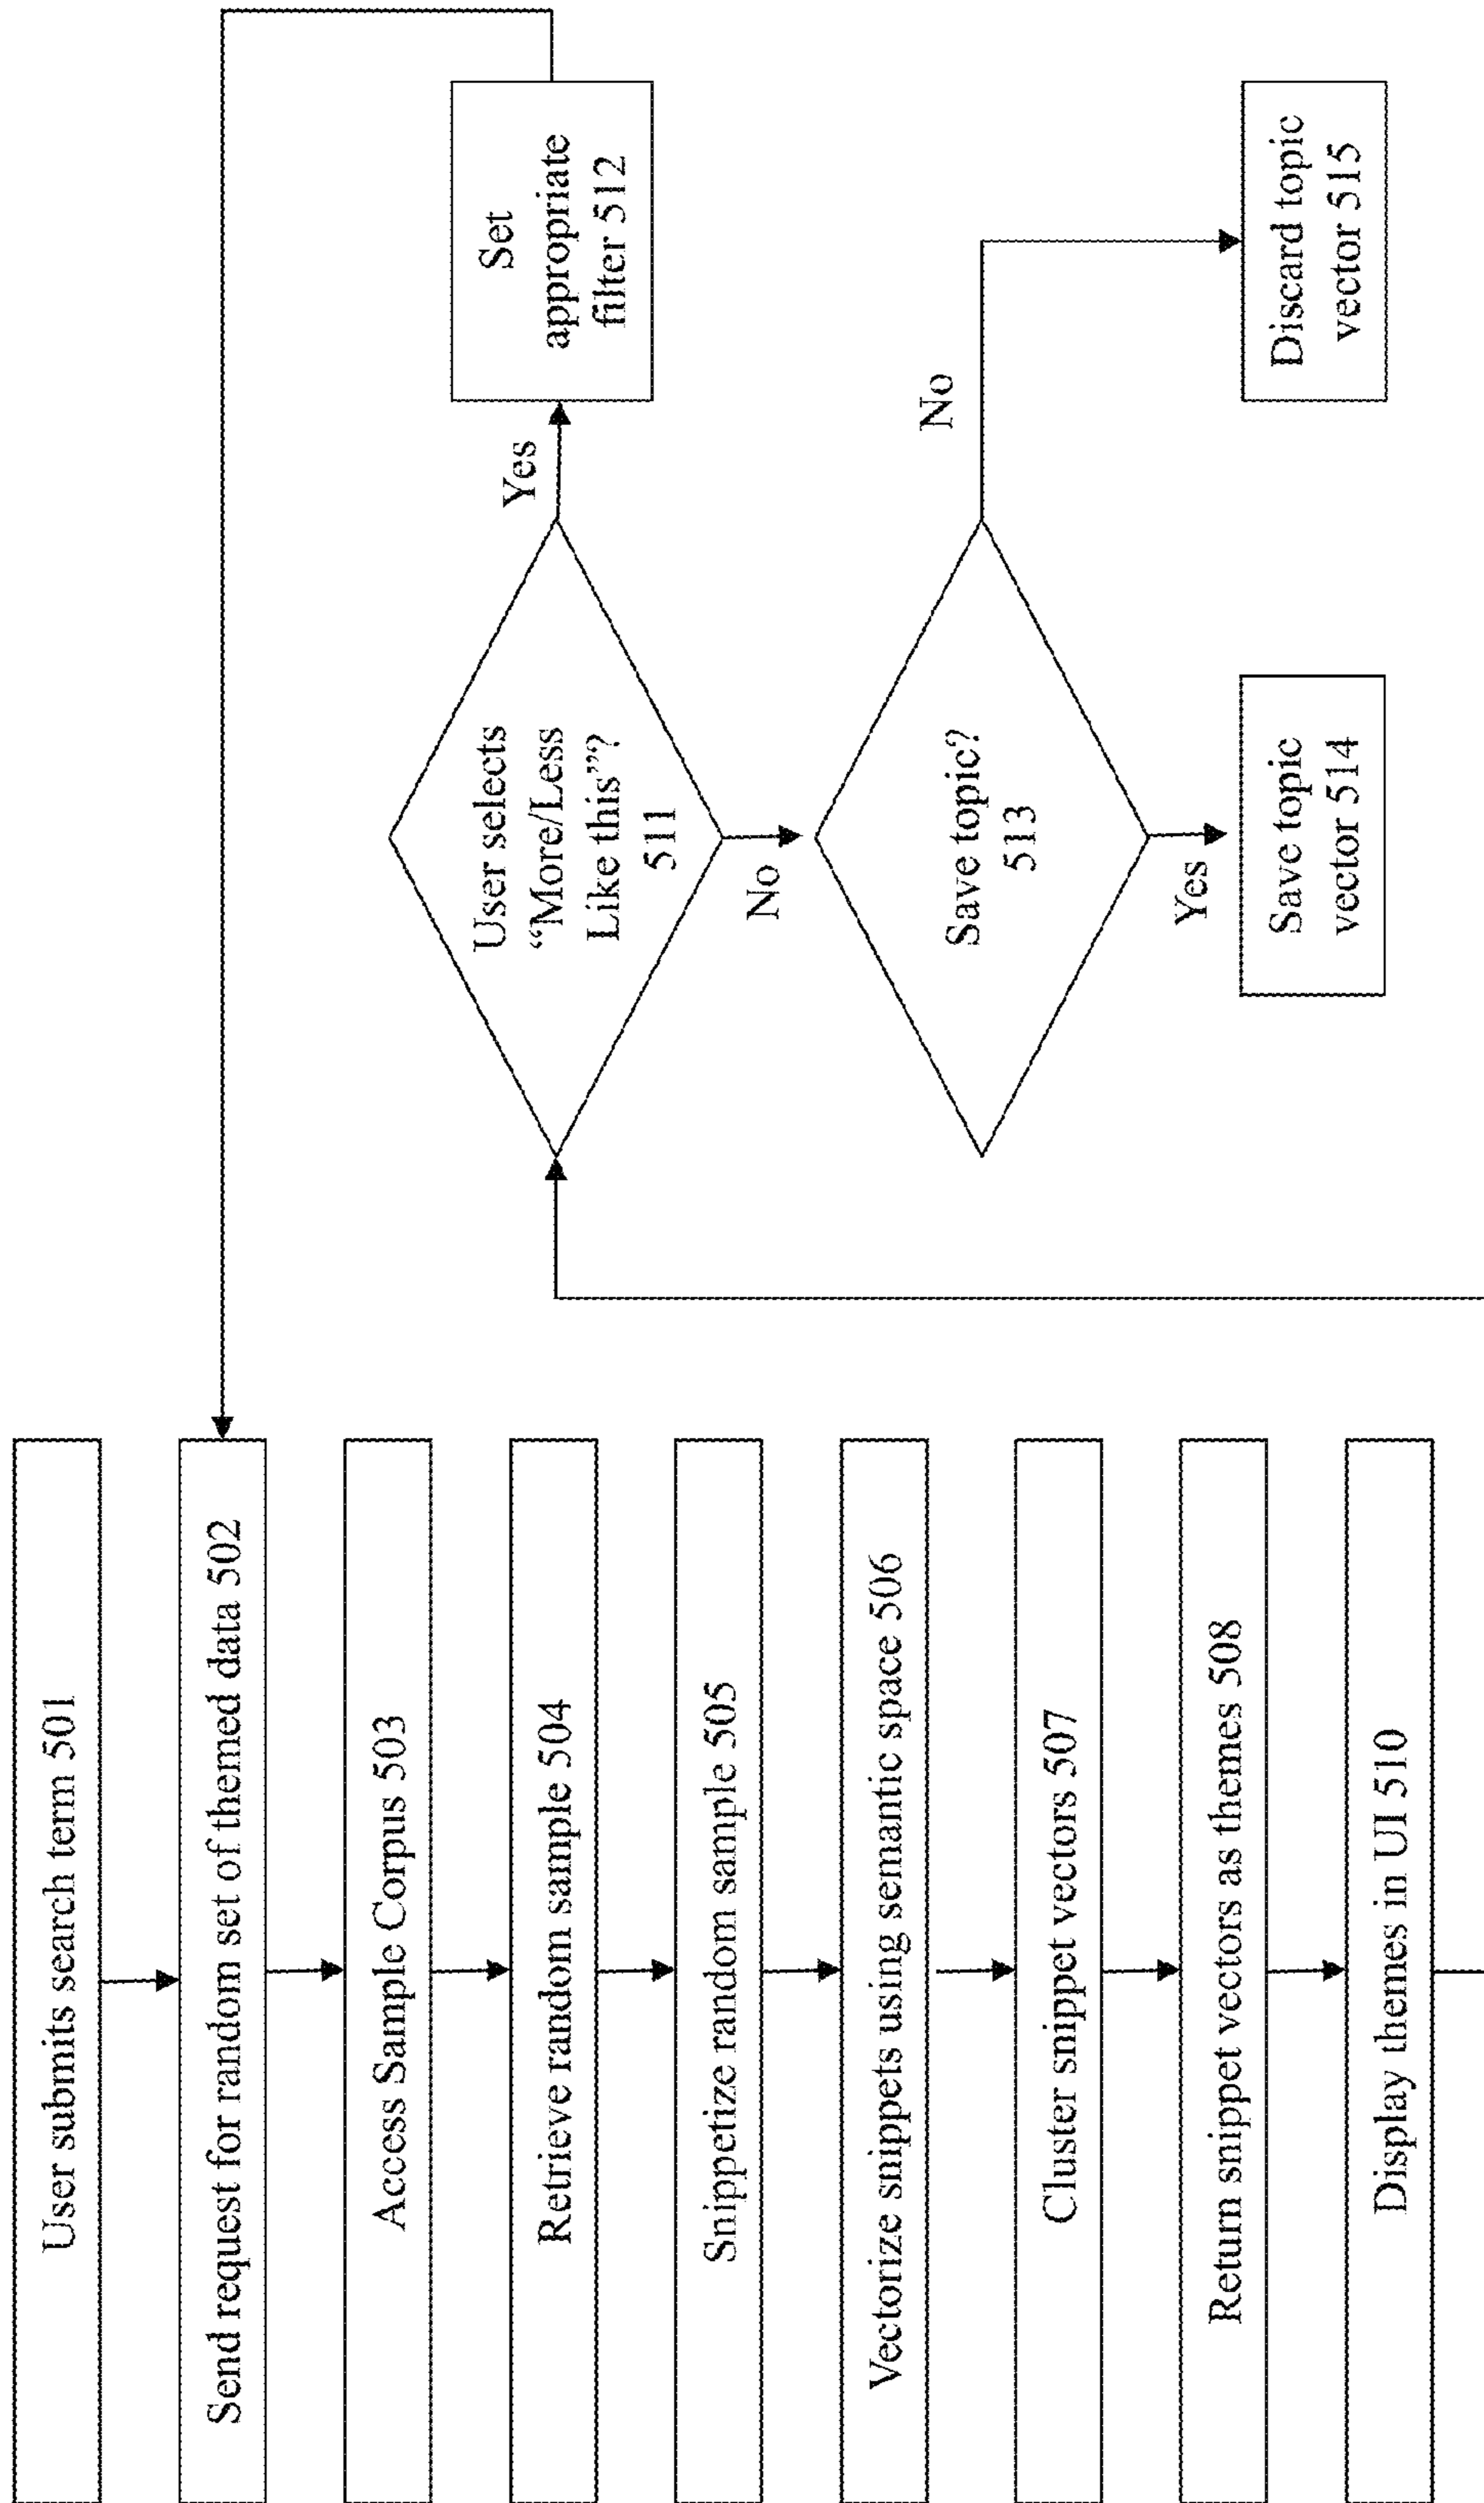 User submits search term 501
Send request for random set of themed data 502
Access Sample Corpus 503
Retrieve random sample 504
Snippetize random sample 505
Vectorize snippets using semantic space 506
Cluster snippet vectors 507
Return snippet vectors as themes 508
Display themes in UI 510
User selects
“More/Less
Like this”?
511
Yes
Set
appropriate
filter 512
No
Save topic?
513
No
Yes
Save topic
vector 514
Discard topic
vector 515